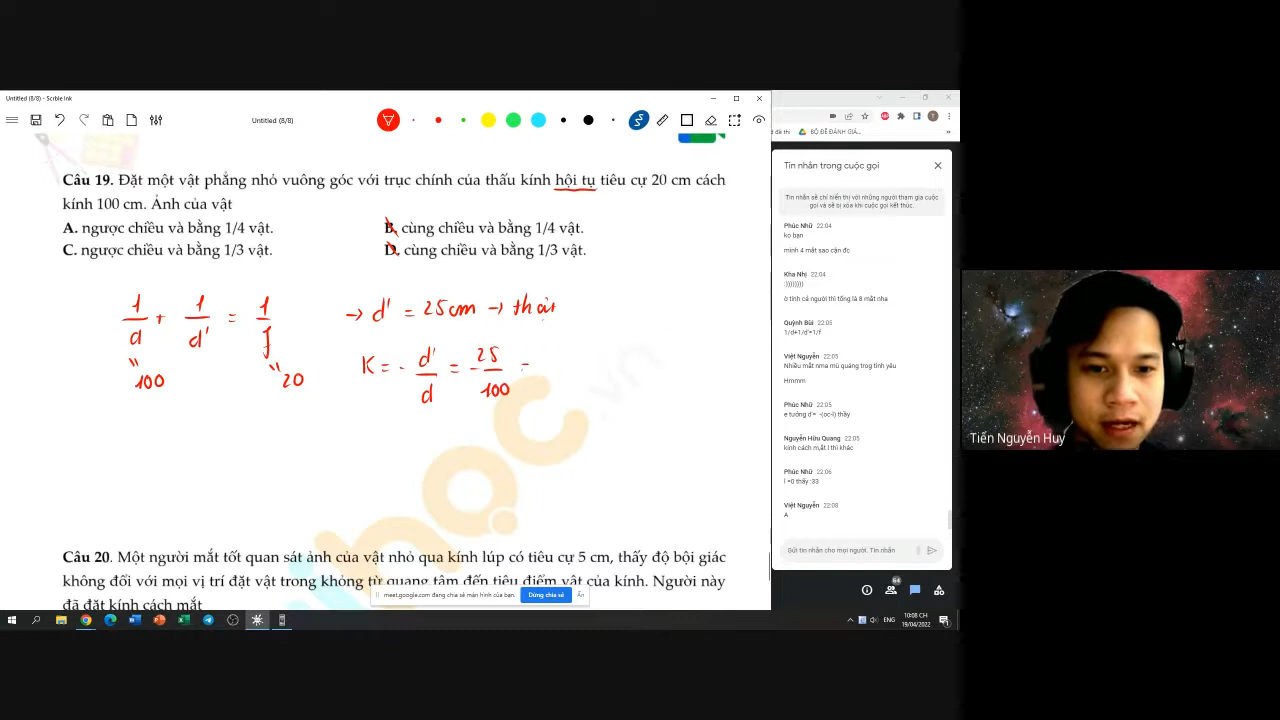 Untitled (8/8) - Scrble Ink
Untitled (8/8)
Câu 19. Đặt một vật phẳng nhỏ vuông góc với trục chính của thấu kính hội tụ tiêu cự 20 cm cách
kính 100 cm. Ảnh của vật
A. ngược chiều và bằng 1/4 vật.
B. cùng chiều và bằng 1/4 vật.
C. ngược chiều và bằng 1/3 vật.
D. cùng chiều và bằng 1/3 vật.
1/d + 1/d' = 1/f
"100 "20
→ d' = 25cm → thật
K = - d'/d = - 25/100 =
Câu 20. Một người mắt tốt quan sát ảnh của vật nhỏ qua kính lúp có tiêu cự 5 cm, thấy độ bội giác
không đổi với mọi vị trí đặt vật trong khỏng từ quang tâm đến tiêu điểm vật của kính. Người này
đã đặt kính cách mắt
meet.google.com đang chia sẻ màn hình của bạn.
Dừng chia sẻ
Ẩn
đã thi
BỘ ĐỀ ĐÁNH GIÁ...
Tin nhắn trong cuộc gọi
Tin nhắn sẽ chỉ hiển thị với những người tham gia cuộc
gọi và sẽ bị xóa khi cuộc gọi kết thúc.
Phúc Nhữ 22:04
ko bạn
mình 4 mắt sao cận đc
Kha Nhị 22:04
:))))))))
ờ tính cả người thì tổng là 8 mắt nha
Quỳnh Bùi 22:05
1/d+1/d'=1/f
Việt Nguyễn 22:05
Nhiều mắt nma mù quáng trog tình yêu
Hmmm
Phúc Nhữ 22:05
e tưởng d'= -(oc-l) thầy
Nguyễn Hữu Quang 22:05
kính cách m,ắt l thì khác
Phúc Nhữ 22:06
l =0 thầy :33
Việt Nguyễn 22:08
A
Gửi tin nhắn cho mọi người. Tin nhắn
64
Tiến Nguyễn Huy
ENG
10:08 CH
19/04/2022